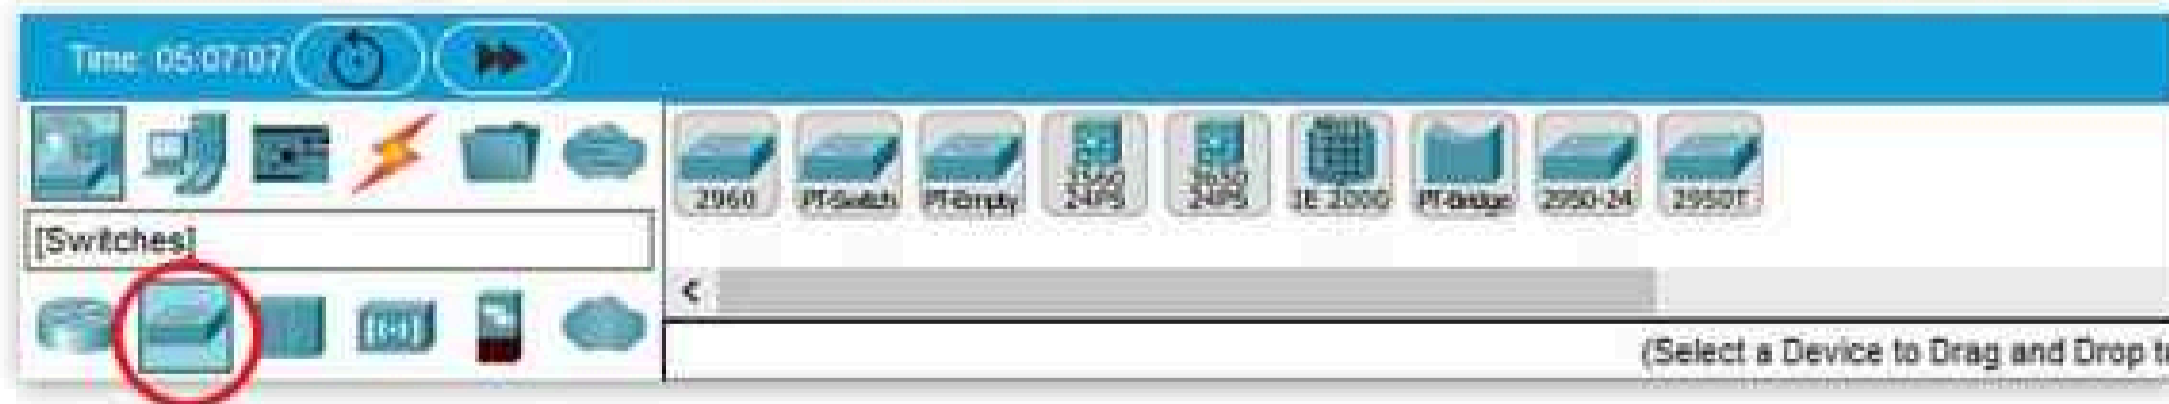 Time: 05:07:07
[Switches]
2960
PT-Switch
PT-Empty
3560
24PS
3650
24PS
IE 2000
PT-Bridge
2950-24
2950T
(Select a Device to Drag and Drop t